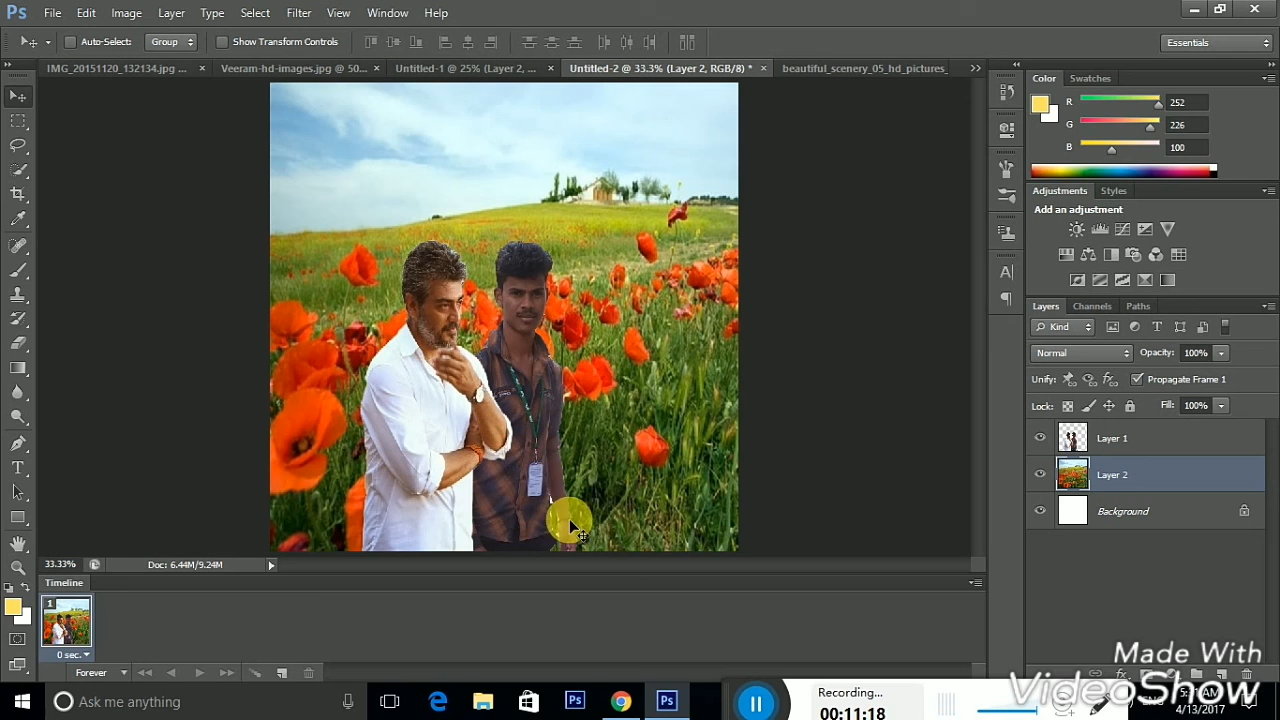 Ps File Edit Image Layer Type Select Filter View Window Help
Auto-Select: Group Show Transform Controls Essentials
IMG_20151120_132134.jpg ... × Veeram-hd-images.jpg @ 50... × Untitled-1 @ 25% (Layer 2, ... × Untitled-2 @ 33.3% (Layer 2, RGB/8) * × beautiful_scenery_05_hd_pictures_ >>
Color Swatches
R 252
G 226
B 100
Adjustments Styles
Add an adjustment
Layers Channels Paths
Kind
Normal Opacity: 100%
Unify: Propagate Frame 1
Lock: Fill: 100%
Layer 1
Layer 2
Background
33.33% Doc: 6.44M/9.24M
Timeline
1
0 sec.
Forever
Made With
VideoShow
Ask me anything
Recording...
00:11:18
ENG
4/13/2017